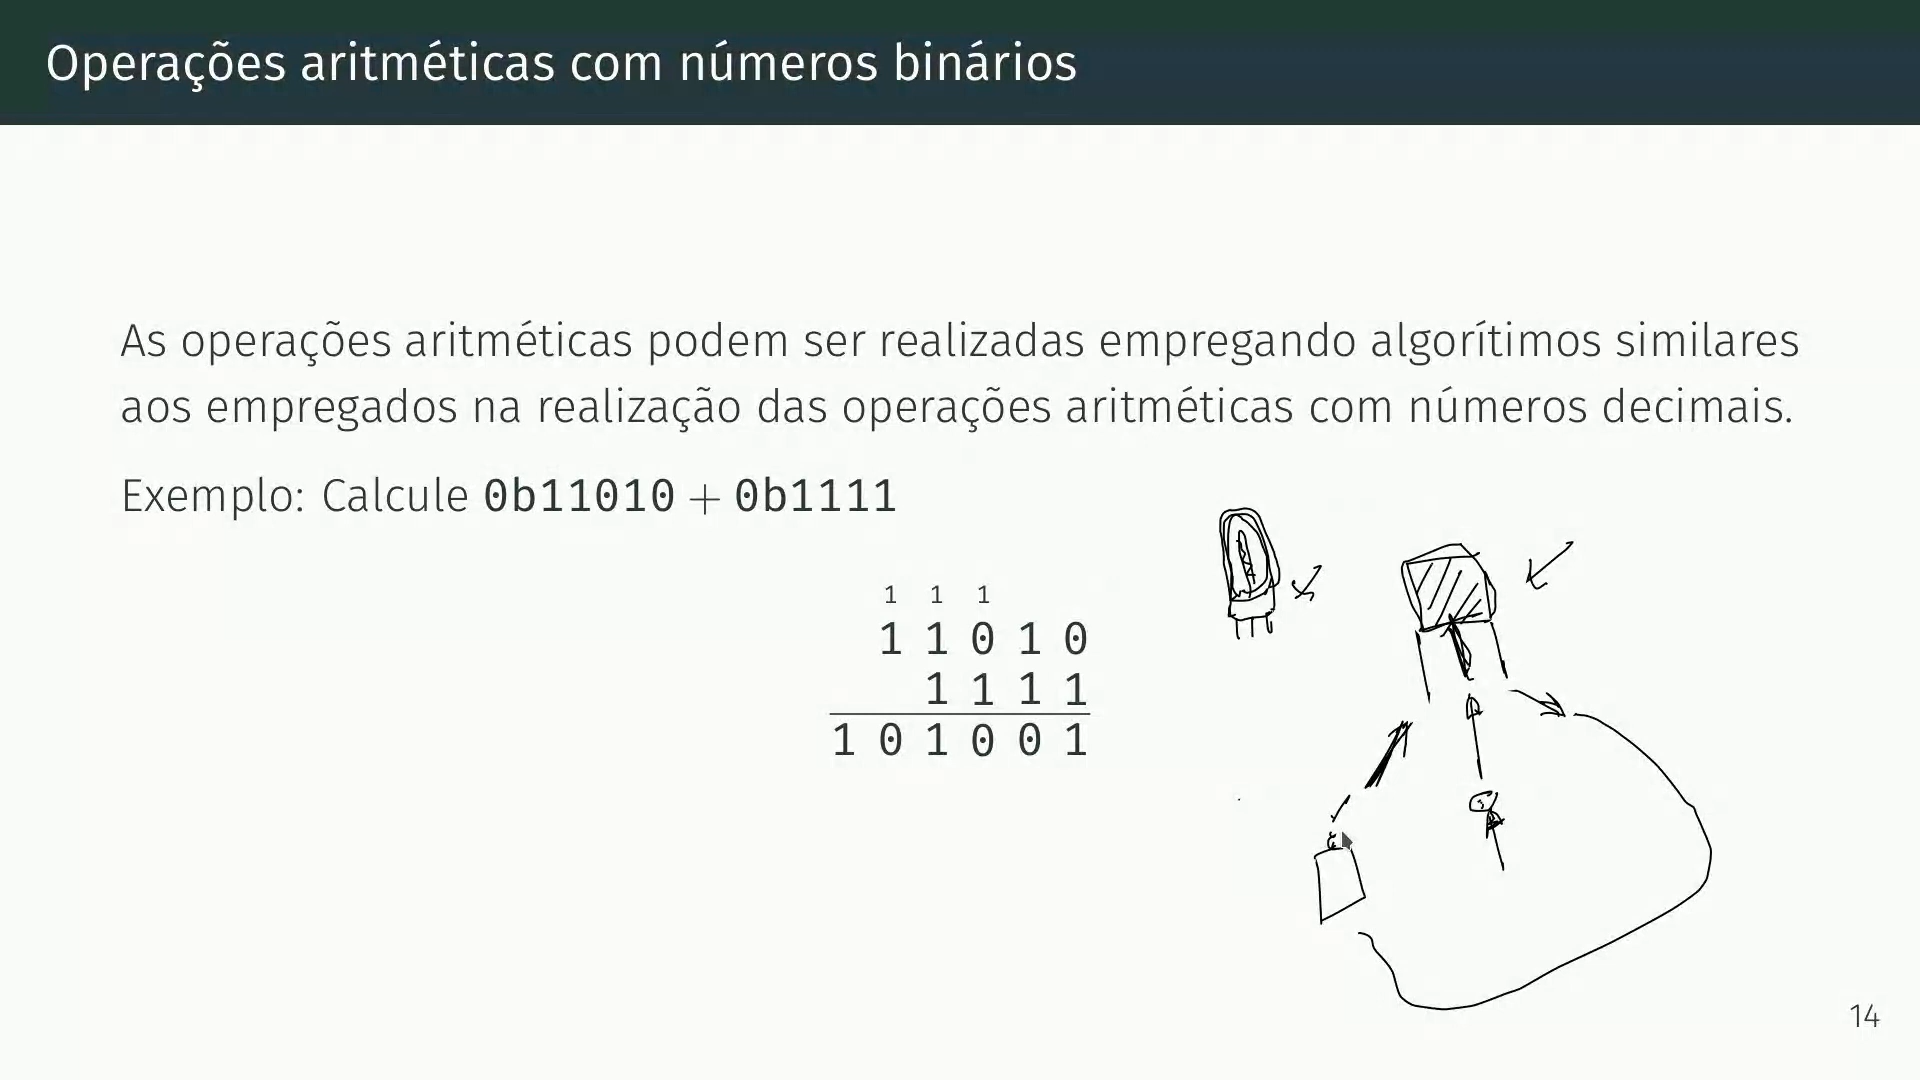 Operações aritméticas com números binários
As operações aritméticas podem ser realizadas empregando algorítimos similares
aos empregados na realização das operações aritméticas com números decimais.
Exemplo: Calcule 0b11010 + 0b1111
1 1 1
1 1 0 1 0
1 1 1 1
1 0 1 0 0 1
14